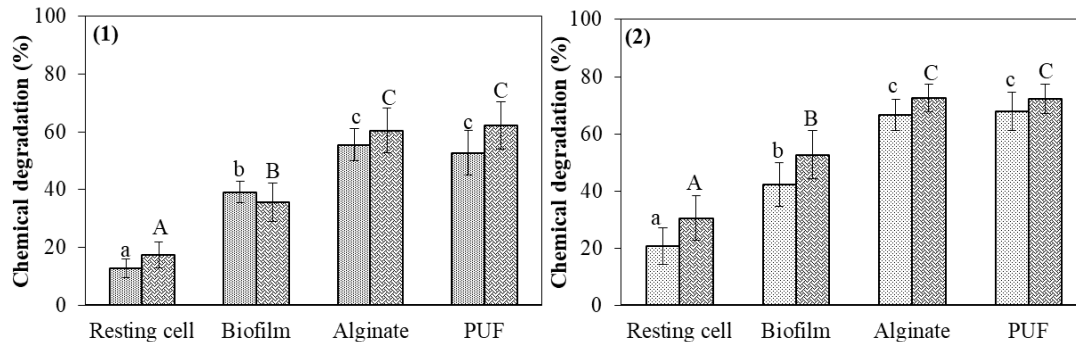 (1)
Chemical degradation (%)
100
80
60
40
20
0
a
A
b
B
c
C
c
C
Resting cell
Biofilm
Alginate
PUF
(2)
Chemical degradation (%)
100
80
60
40
20
0
a
A
b
B
c
C
c
C
Resting cell
Biofilm
Alginate
PUF